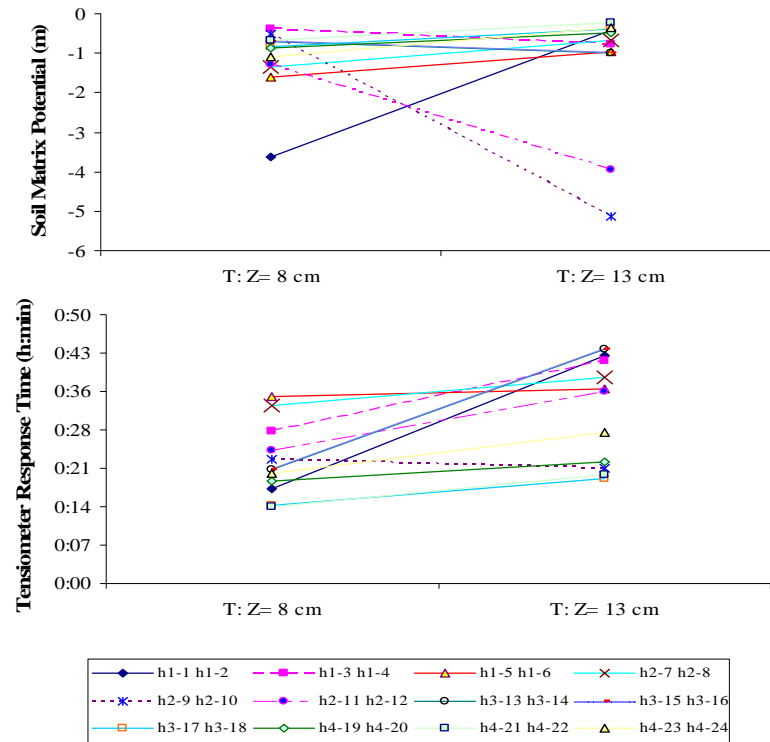 Soil Matrix Potential (m)
0
-1
-2
-3
-4
-5
-6
T: Z= 8 cm T: Z= 13 cm
Tensiometer Response Time (h:min)
0:50
0:43
0:36
0:28
0:21
0:14
0:07
0:00
T: Z= 8 cm T: Z= 13 cm
h1-1 h1-2 h1-3 h1-4 h1-5 h1-6 h2-7 h2-8
h2-9 h2-10 h2-11 h2-12 h3-13 h3-14 h3-15 h3-16
h3-17 h3-18 h4-19 h4-20 h4-21 h4-22 h4-23 h4-24